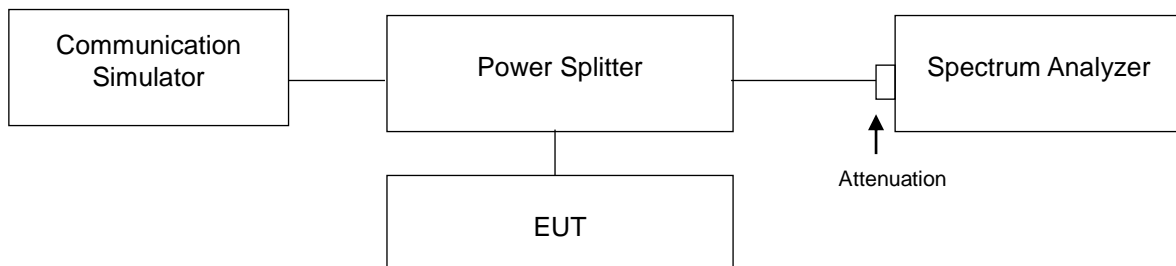 Communication
Simulator
Power Splitter
Spectrum Analyzer
Attenuation
EUT